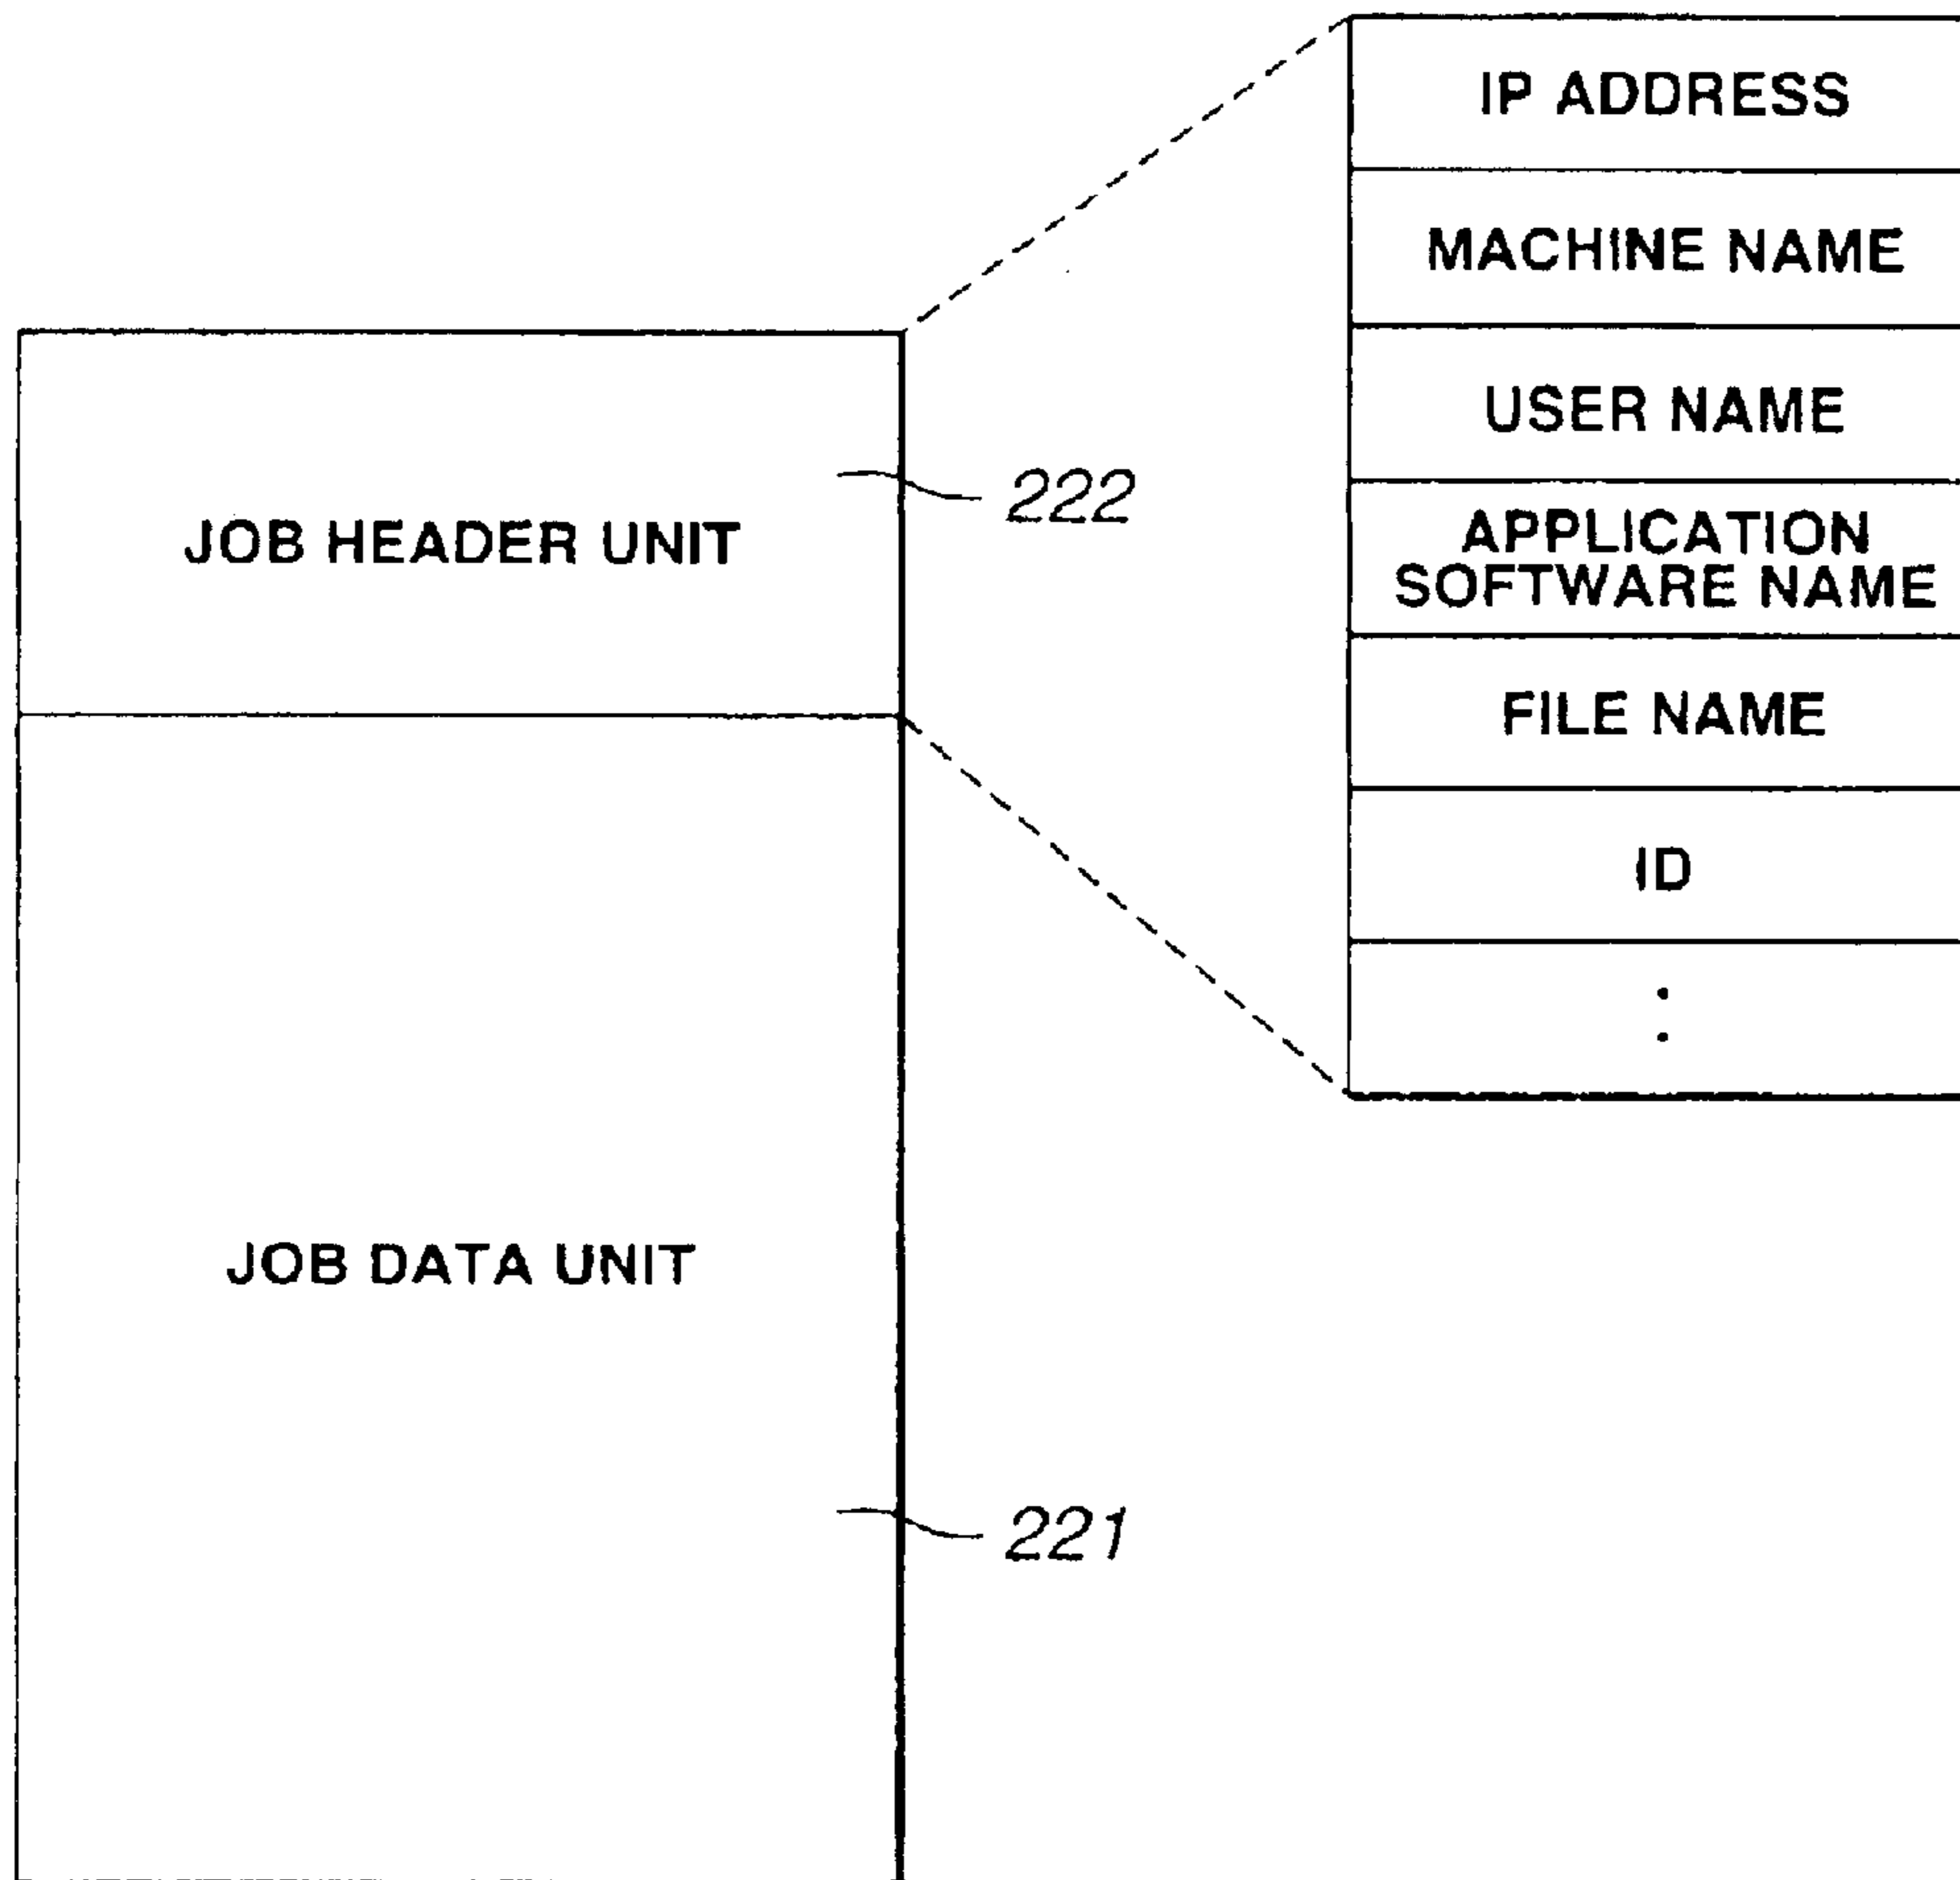 IP ADDRESS
MACHINE NAME
USER NAME
APPLICATION
SOFTWARE NAME
FILE NAME
ID
:
JOB HEADER UNIT
222
JOB DATA UNIT
221